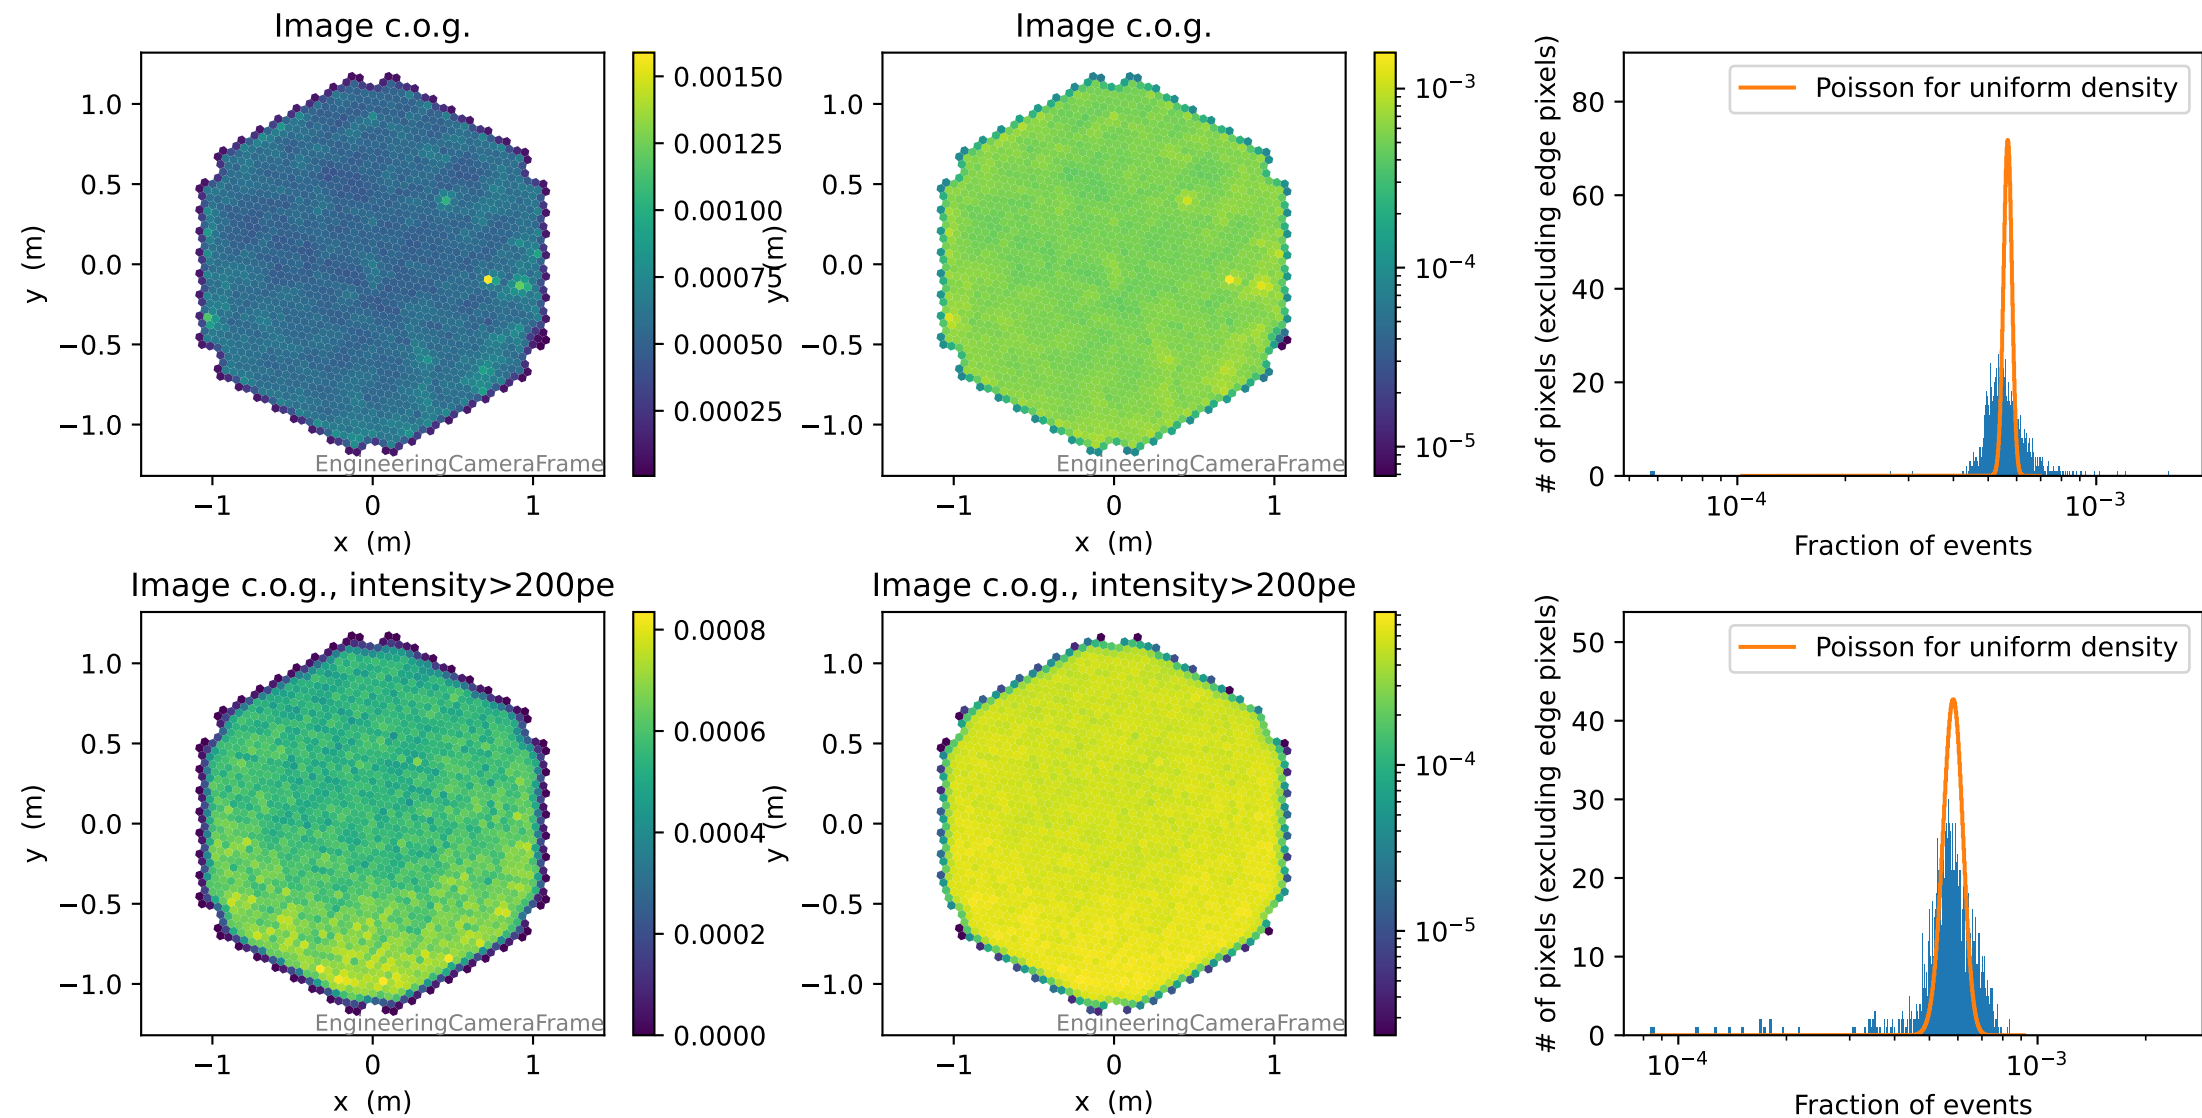 Image c.o.g.
1.0
0.5
0.0
−0.5
−1.0
y (m)
−1
0
1
x (m)
EngineeringCameraFrame
0.00150
0.00125
0.00100
0.00075
0.00050
0.00025
Image c.o.g.
1.0
0.5
0.0
−0.5
−1.0
y (m)
−1
0
1
x (m)
EngineeringCameraFrame
10−3
10−4
10−5
# of pixels (excluding edge pixels)
80
60
40
20
0
Poisson for uniform density
10−4
10−3
Fraction of events
Image c.o.g., intensity>200pe
1.0
0.5
0.0
−0.5
−1.0
y (m)
−1
0
1
x (m)
EngineeringCameraFrame
0.0008
0.0006
0.0004
0.0002
0.0000
Image c.o.g., intensity>200pe
1.0
0.5
0.0
−0.5
−1.0
y (m)
−1
0
1
x (m)
EngineeringCameraFrame
10−4
10−5
# of pixels (excluding edge pixels)
50
40
30
20
10
0
Poisson for uniform density
10−4
10−3
Fraction of events